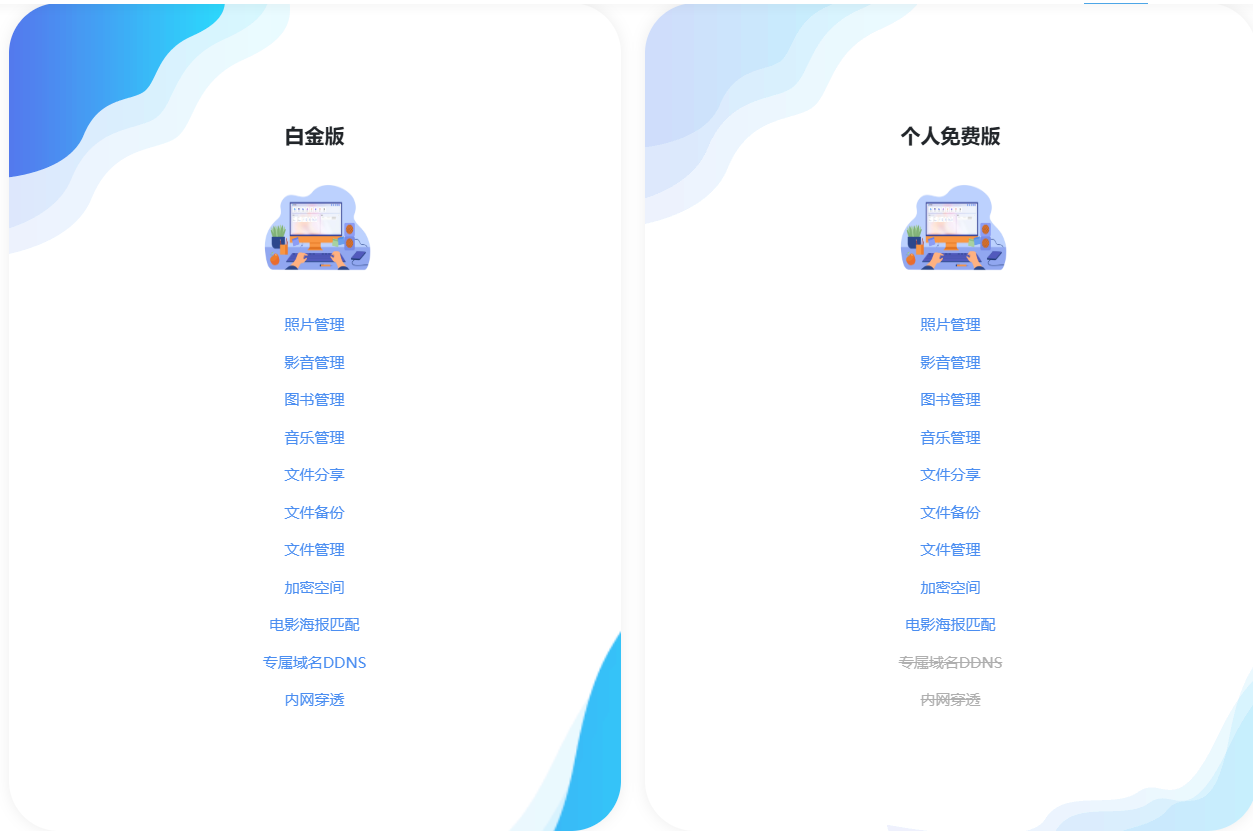 白金版
照片管理
影音管理
图书管理
音乐管理
文件分享
文件备份
文件管理
加密空间
电影海报匹配
专属域名DDNS
内网穿透
个人免费版
照片管理
影音管理
图书管理
音乐管理
文件分享
文件备份
文件管理
加密空间
电影海报匹配
专属域名DDNS
内网穿透